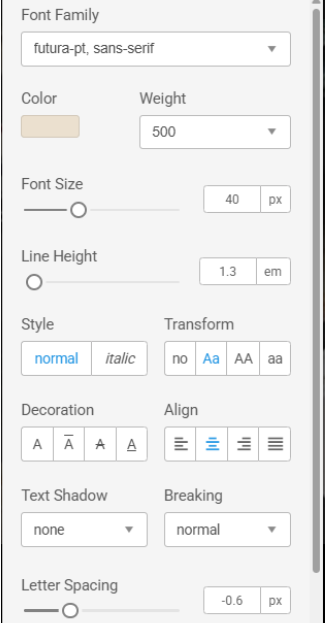 Font Family
futura-pt, sans-serif
Color Weight
500
Font Size
40 px
Line Height
1.3 em
Style Transform
normal italic no Aa AA aa
Decoration Align
A A A A
Text Shadow Breaking
none normal
Letter Spacing
-0.6 px